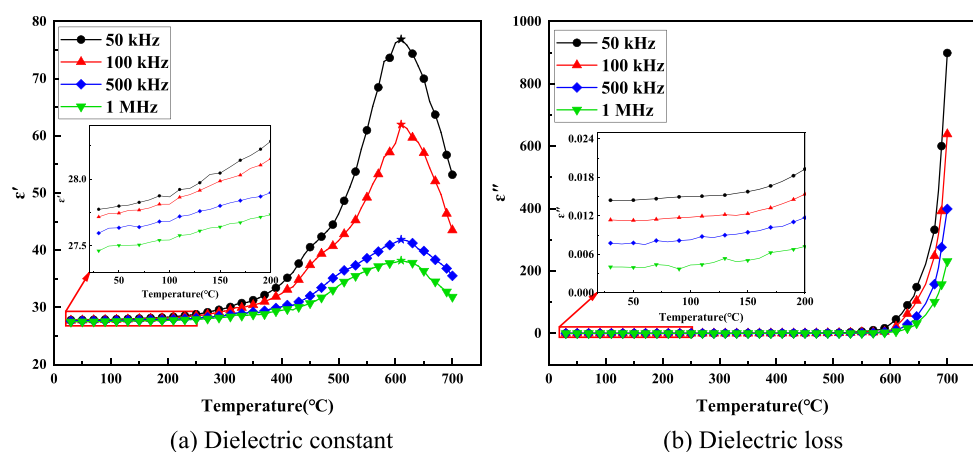 80
70
60
50
40
30
20
ε′
50 kHz
100 kHz
500 kHz
1 MHz
28.0
27.5
ε′
50 100 150 200
Temperature(°C)
0 100 200 300 400 500 600 700
Temperature(°C)
(a) Dielectric constant
1000
800
600
400
200
0
-100
ε″
50 kHz
100 kHz
500 kHz
1 MHz
0.024
0.018
0.012
0.006
0.000
ε″
50 100 150 200
Temperature(°C)
0 100 200 300 400 500 600 700
Temperature(°C)
(b) Dielectric loss